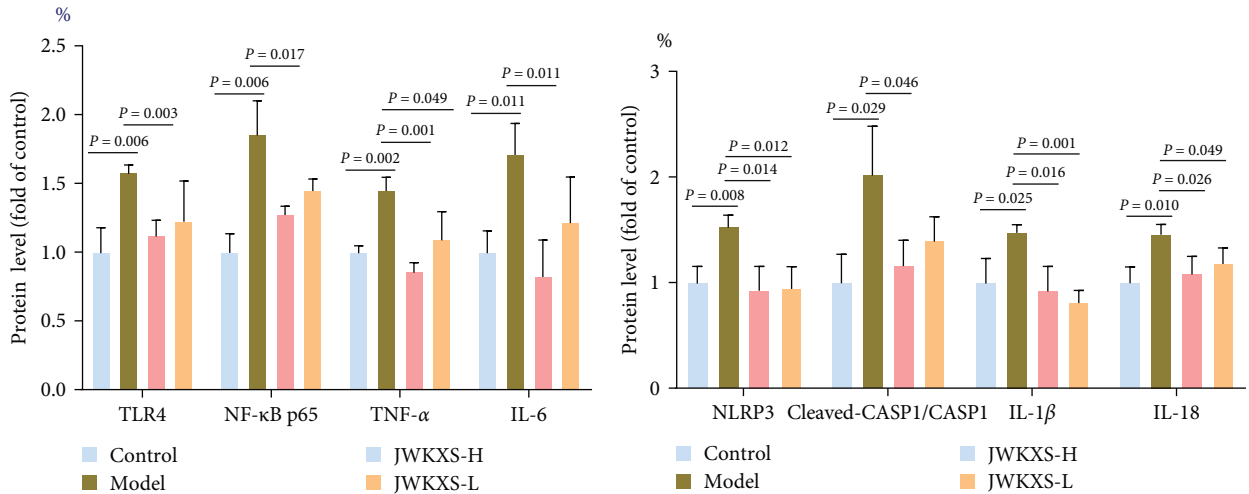 %
Protein level (fold of control)
2.5
2.0
1.5
1.0
0.5
0.0
P = 0.006
P = 0.003
P = 0.006
P = 0.017
P = 0.002
P = 0.001
P = 0.049
P = 0.011
P = 0.011
TLR4
NF-κB p65
TNF-α
IL-6
Control
Model
JWKXS-H
JWKXS-L
%
Protein level (fold of control)
3
2
1
0
P = 0.008
P = 0.014
P = 0.012
P = 0.029
P = 0.046
P = 0.025
P = 0.016
P = 0.001
P = 0.010
P = 0.026
P = 0.049
NLRP3
Cleaved-CASP1/CASP1
IL-1β
IL-18
Control
Model
JWKXS-H
JWKXS-L